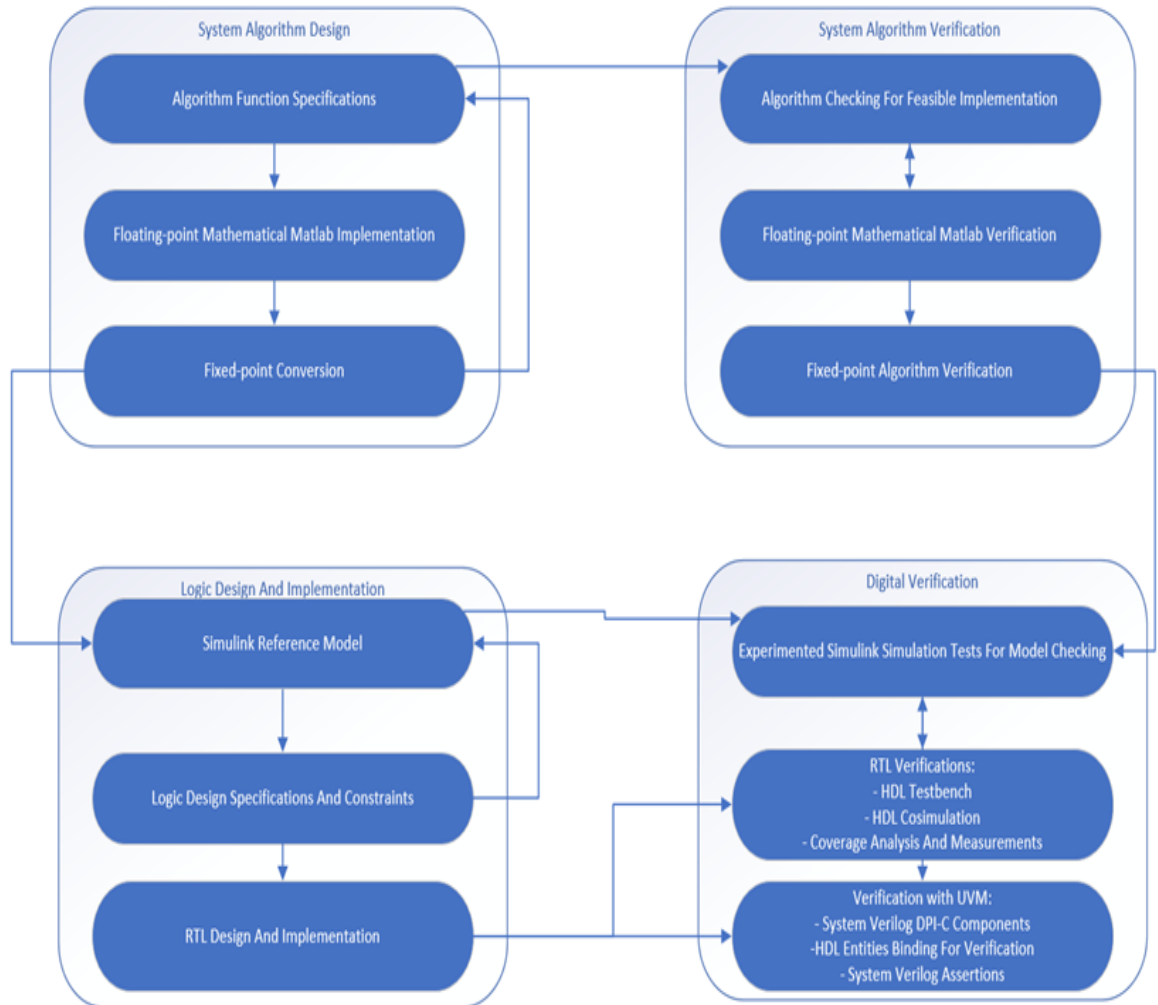 System Algorithm Design
Algorithm Function Specifications
Floating-point Mathematical Matlab Implementation
Fixed-point Conversion
System Algorithm Verification
Algorithm Checking For Feasible Implementation
Floating-point Mathematical Matlab Verification
Fixed-point Algorithm Verification
Logic Design And Implementation
Simulink Reference Model
Logic Design Specifications And Constraints
RTL Design And Implementation
Digital Verification
Experimented Simulink Simulation Tests For Model Checking
RTL Verifications:
- HDL Testbench
- HDL Cosimulation
- Coverage Analysis And Measurements
Verification with UVM:
- System Verilog DPI-C Components
-HDL Entities Binding For Verification
- System Verilog Assertions